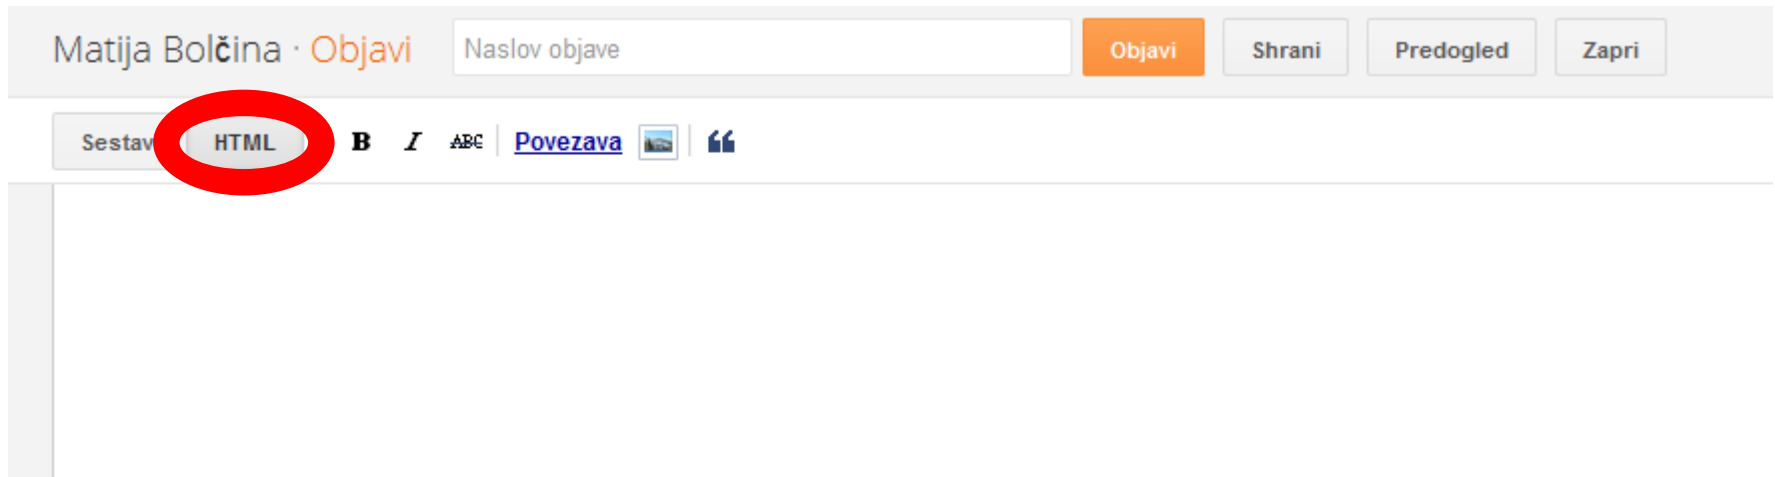 Matija Bolčina · Objavi Naslov objave Objavi Shrani Predogled Zapri
HTML B I ABC Povezava